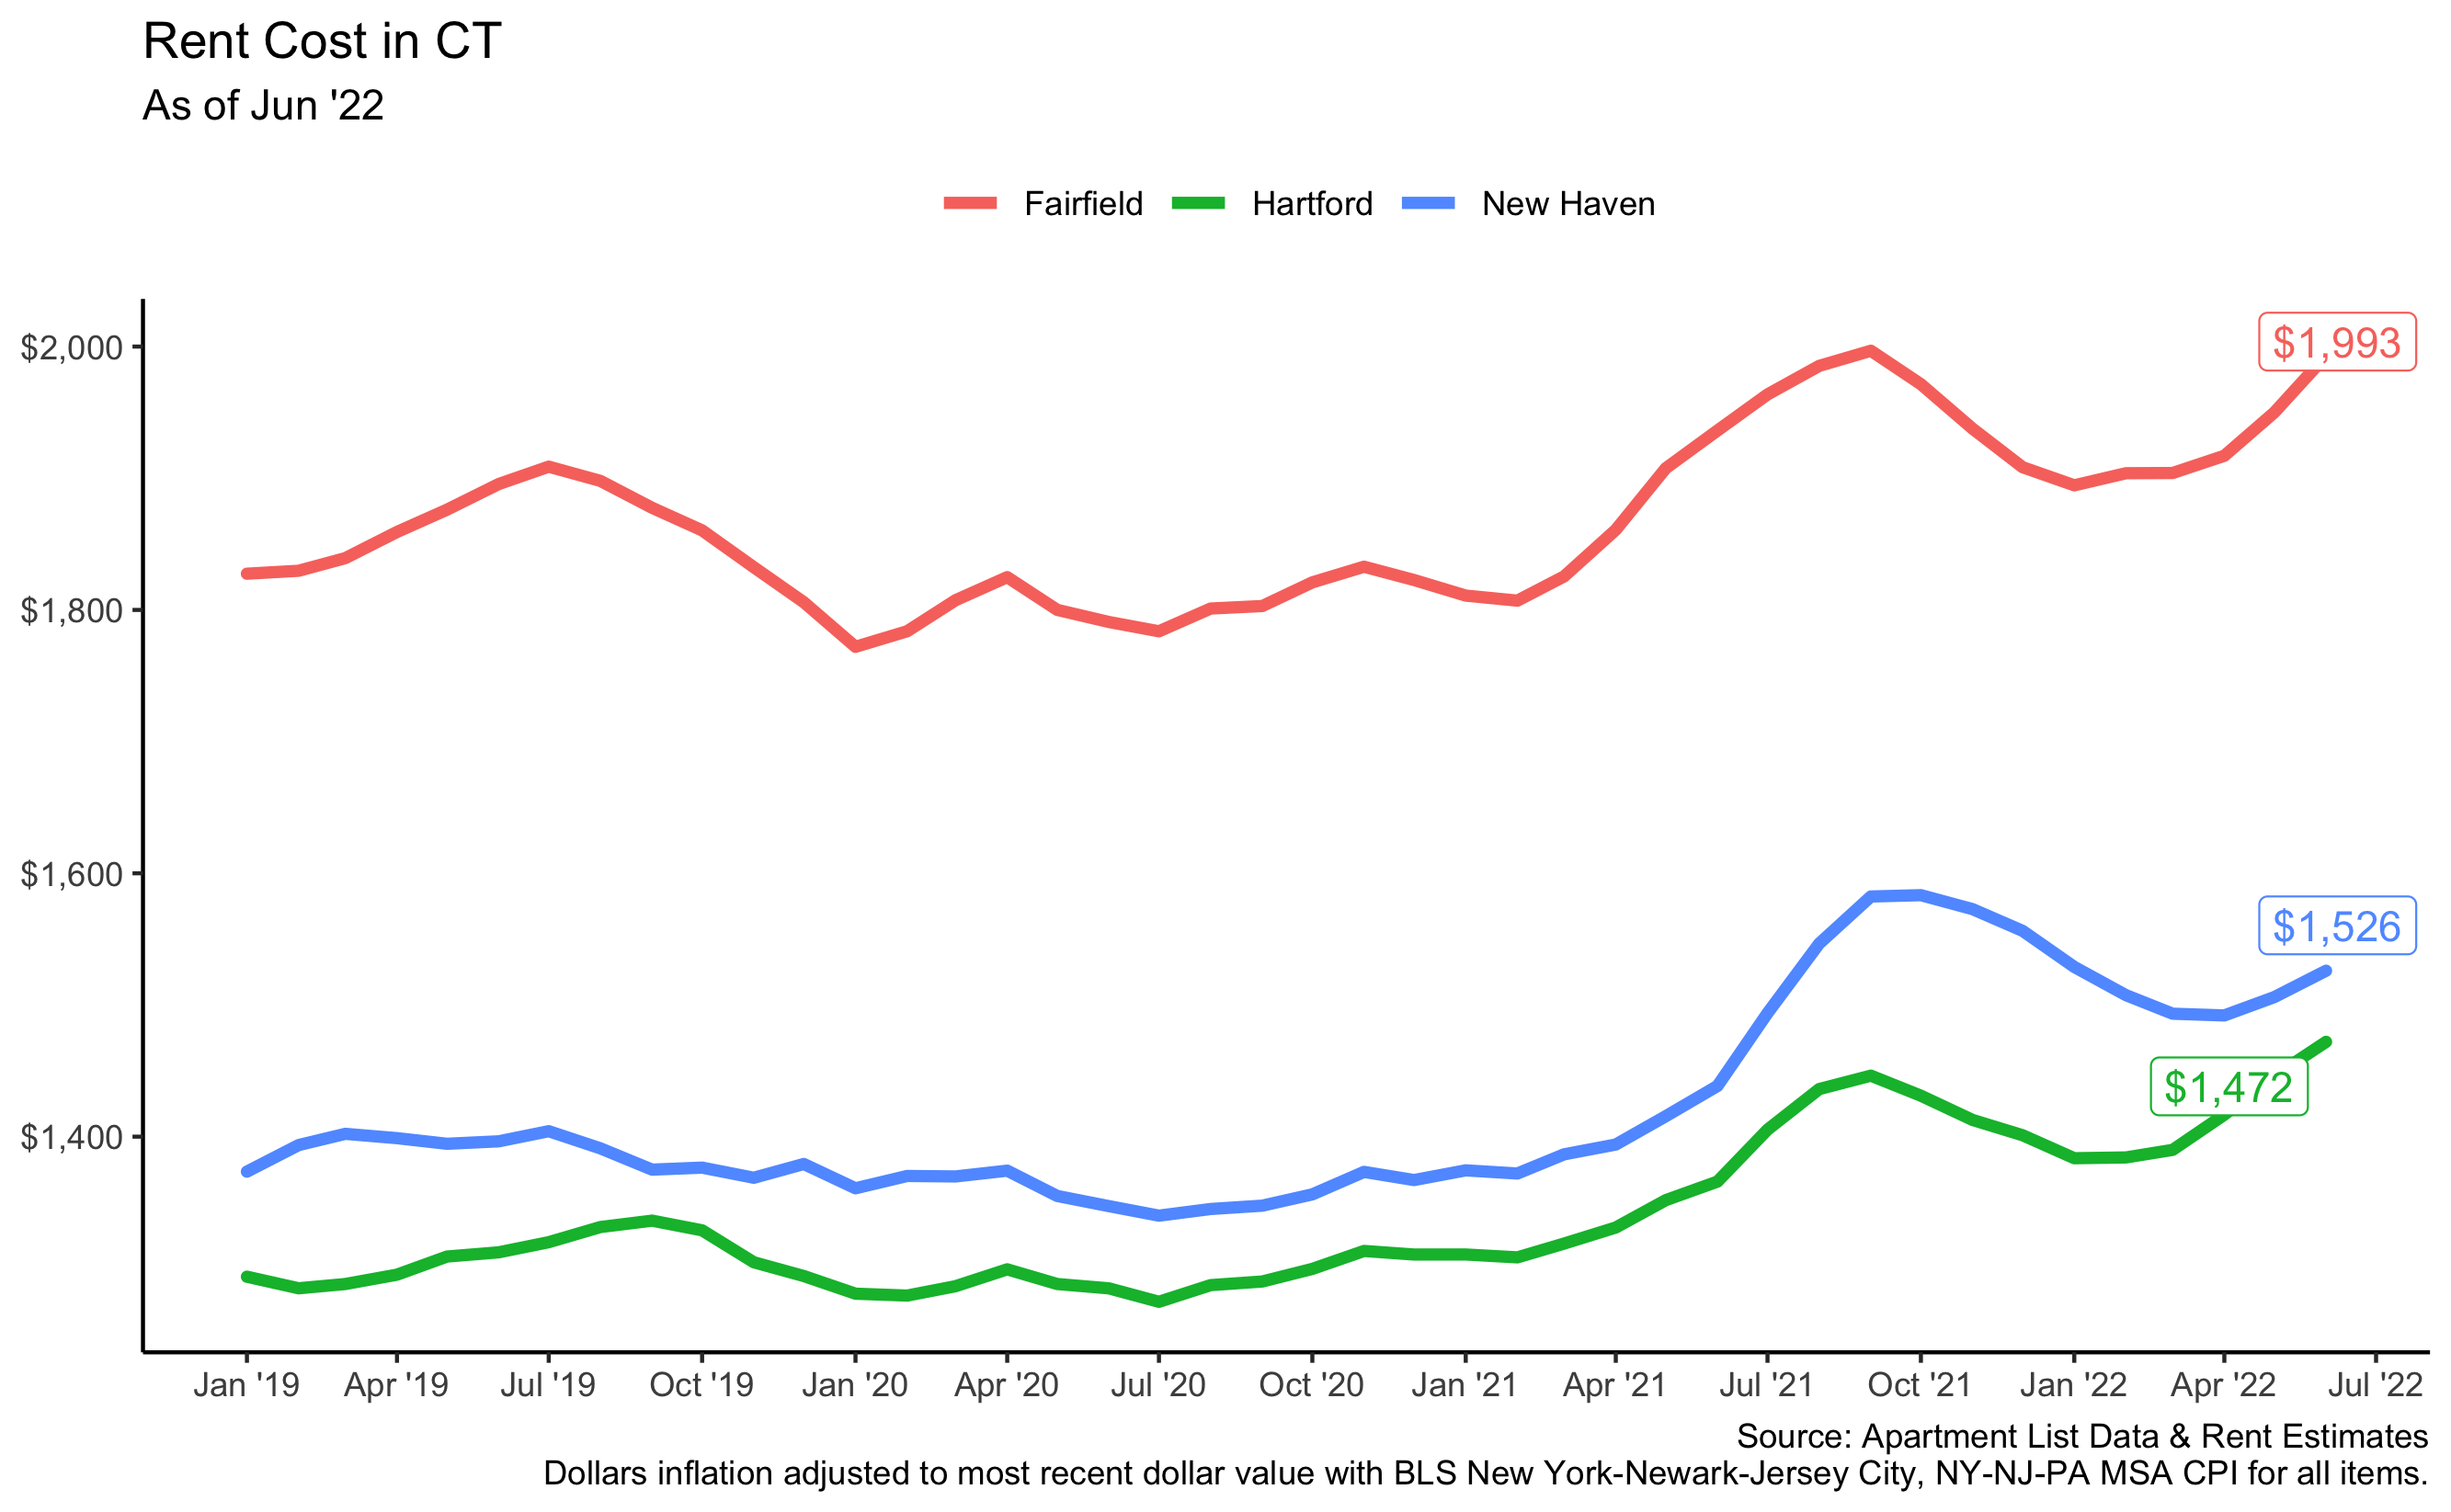 Rent Cost in CT
As of Jun '22
Fairfield Hartford New Haven
$2,000
$1,993
$1,800
$1,600
$1,526
$1,472
$1,400
Jan '19 Apr '19 Jul '19 Oct '19 Jan '20 Apr '20 Jul '20 Oct '20 Jan '21 Apr '21 Jul '21 Oct '21 Jan '22 Apr '22 Jul '22
Source: Apartment List Data & Rent Estimates
Dollars inflation adjusted to most recent dollar value with BLS New York-Newark-Jersey City, NY-NJ-PA MSA CPI for all items.